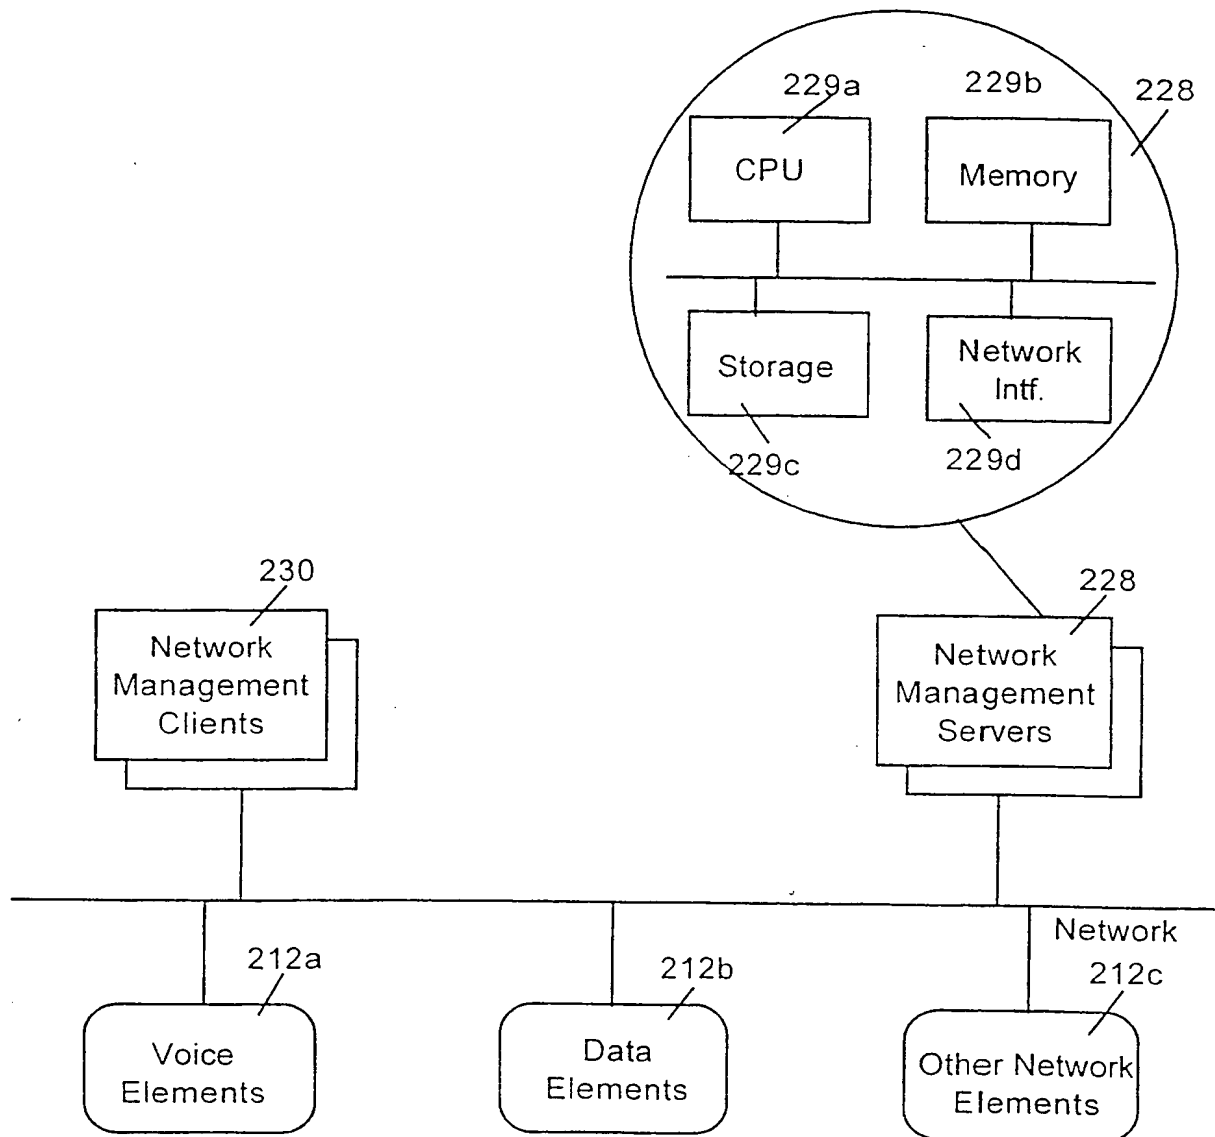 229a
229b
228
CPU
Memory
Storage
Network
Intf.
229c
229d
230
228
Network
Management
Clients
Network
Management
Servers
Network
212a
212b
212c
Voice
Elements
Data
Elements
Other Network
Elements